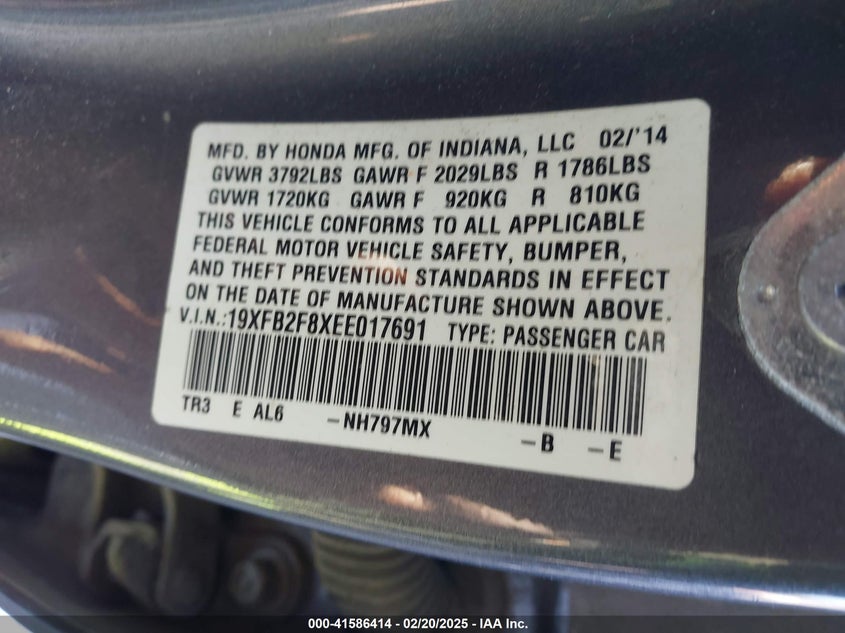 MFD. BY HONDA MFG. OF INDIANA, LLC 02/'14
GVWR 3792LBS GAWR F 2029LBS R 1786LBS
GVWR 1720KG GAWR F 920KG R 810KG
THIS VEHICLE CONFORMS TO ALL APPLICABLE
FEDERAL MOTOR VEHICLE SAFETY, BUMPER,
AND THEFT PREVENTION STANDARDS IN EFFECT
ON THE DATE OF MANUFACTURE SHOWN ABOVE.
V.I.N.:19XFB2F8XEE017691 TYPE: PASSENGER CAR
TR3 E AL6 -NH797MX -B -E
000-41586414 - 02/20/2025 - IAA Inc.